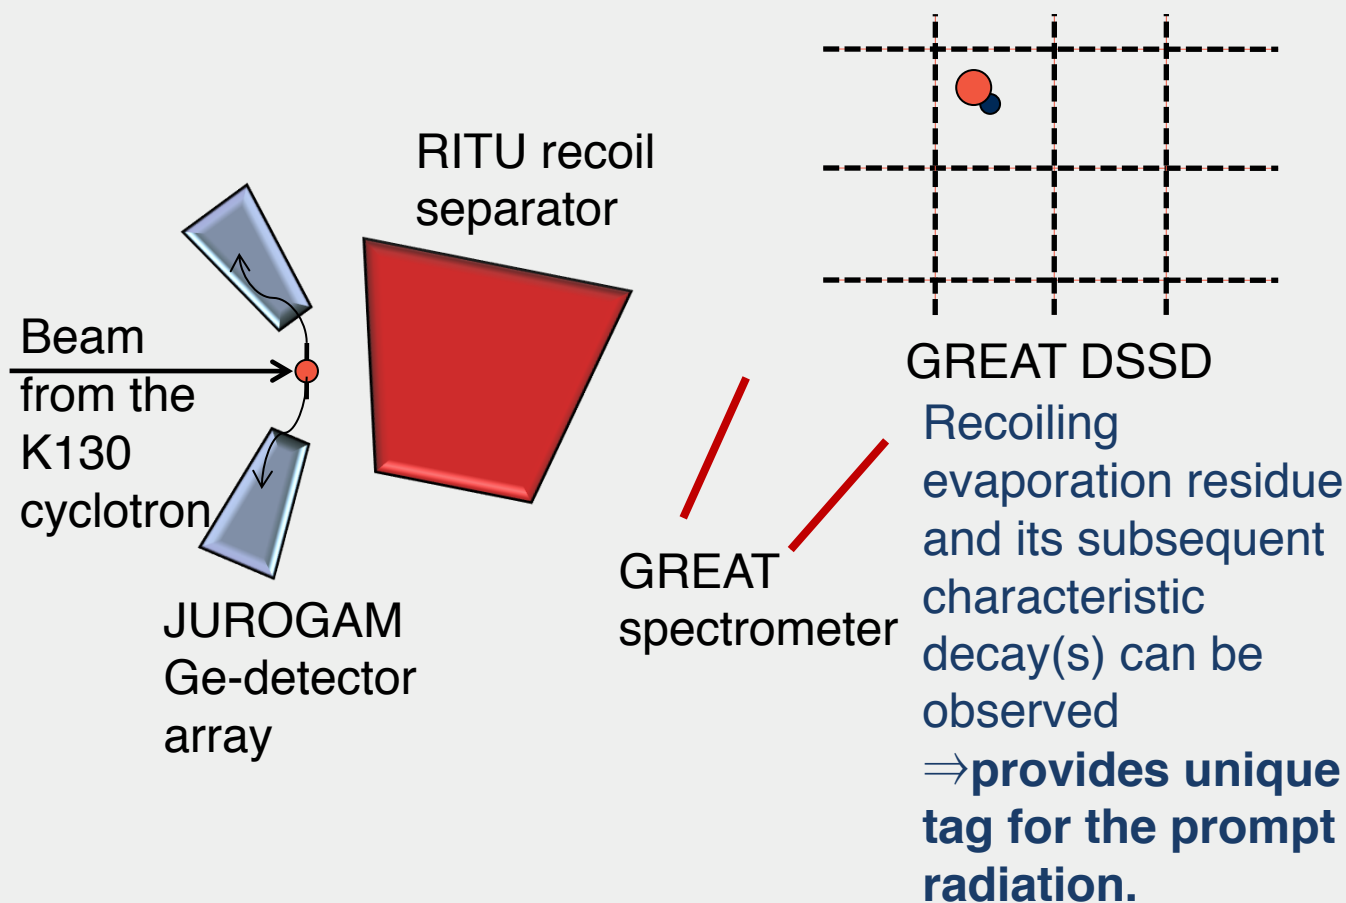 RITU recoil
separator
Beam
from the
K130
cyclotron
JUROGAM
Ge-detector
array
GREAT
spectrometer
GREAT DSSD
Recoiling
evaporation residue
and its subsequent
characteristic
decay(s) can be
observed
⇒provides unique
tag for the prompt
radiation.